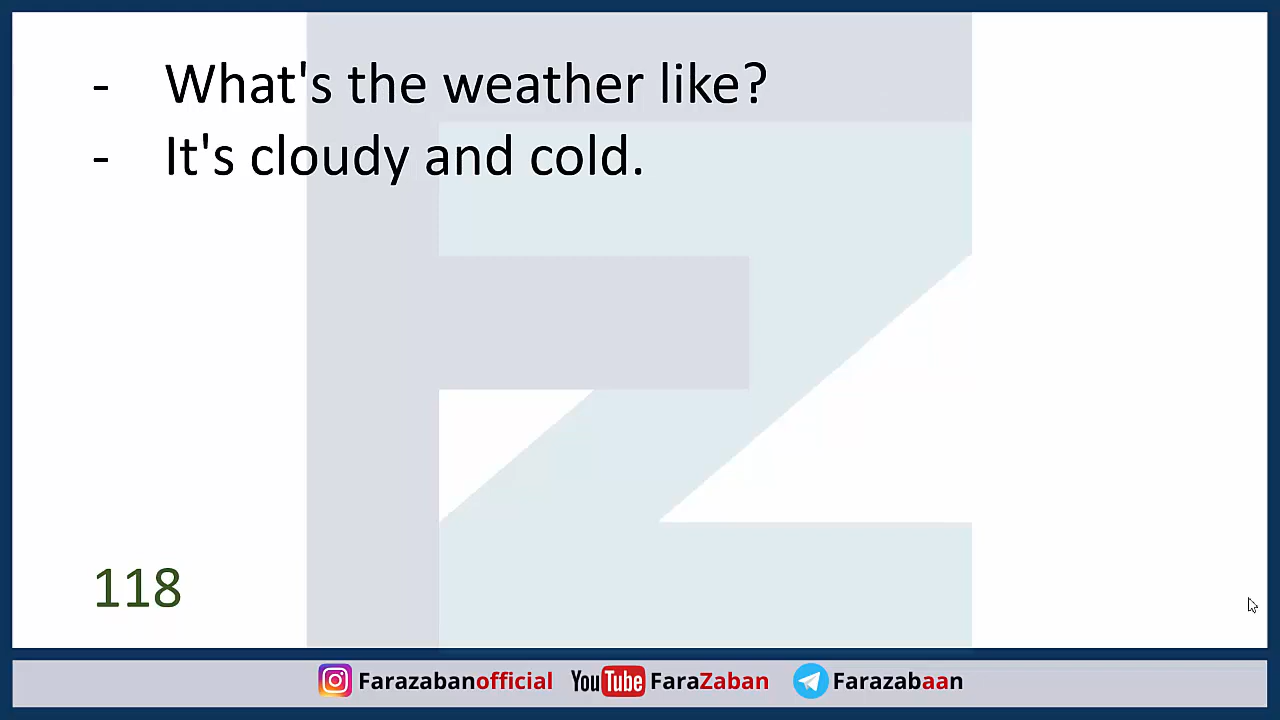 - What's the weather like?
- It's cloudy and cold.
118
Farazabanofficial YouTube FaraZaban Farazabaan